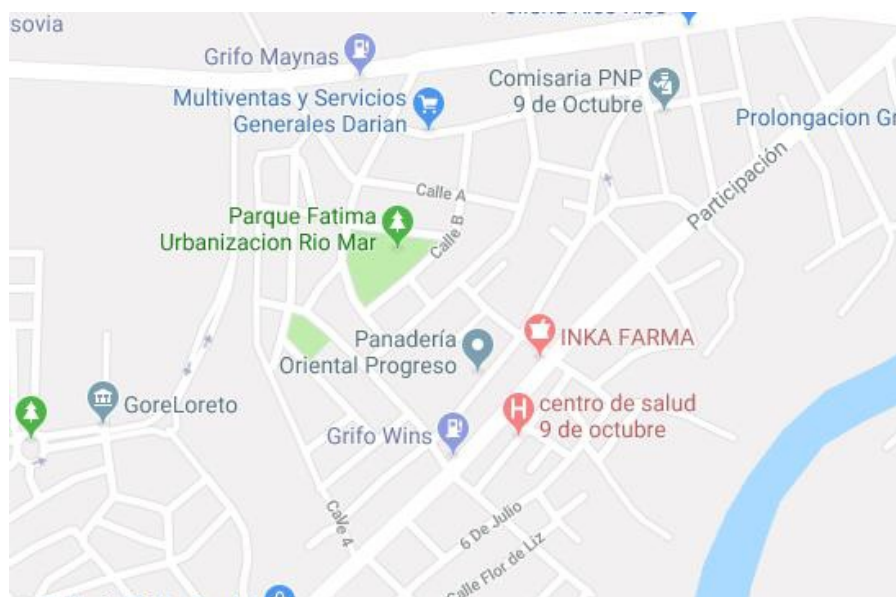 sovia
Grifo Maynas
Comisaria PNP
9 de Octubre
Multiventas y Servicios
Generales Darian
Prolongacion Gr
Participación
Calle A
Parque Fatima
Urbanizacion Rio Mar
Calle B
INKA FARMA
Panadería
Oriental Progreso
GoreLoreto
centro de salud
9 de octubre
H
Grifo Wins
Calle 4
6 De Julio
Calle Flor de Liz